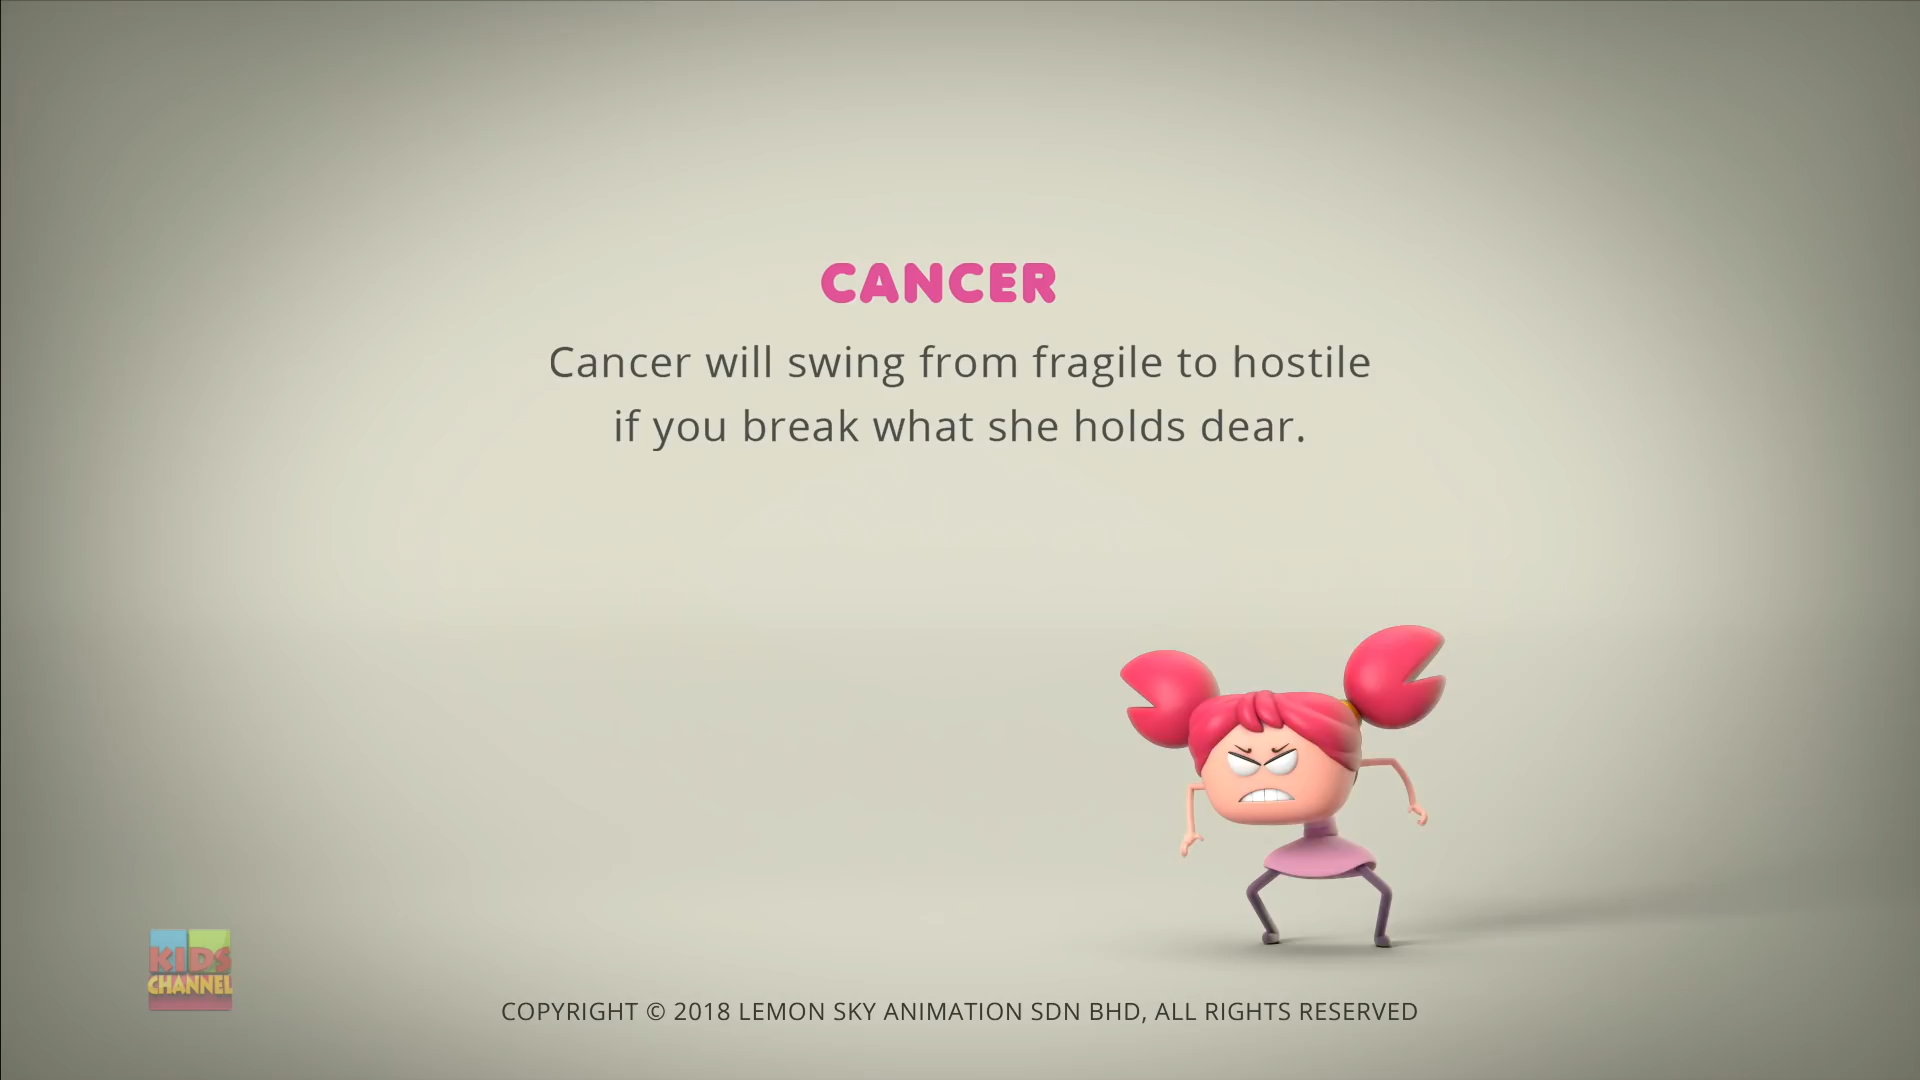 CANCER
Cancer will swing from fragile to hostile
if you break what she holds dear.
KIDS
CHANNEL
COPYRIGHT © 2018 LEMON SKY ANIMATION SDN BHD, ALL RIGHTS RESERVED